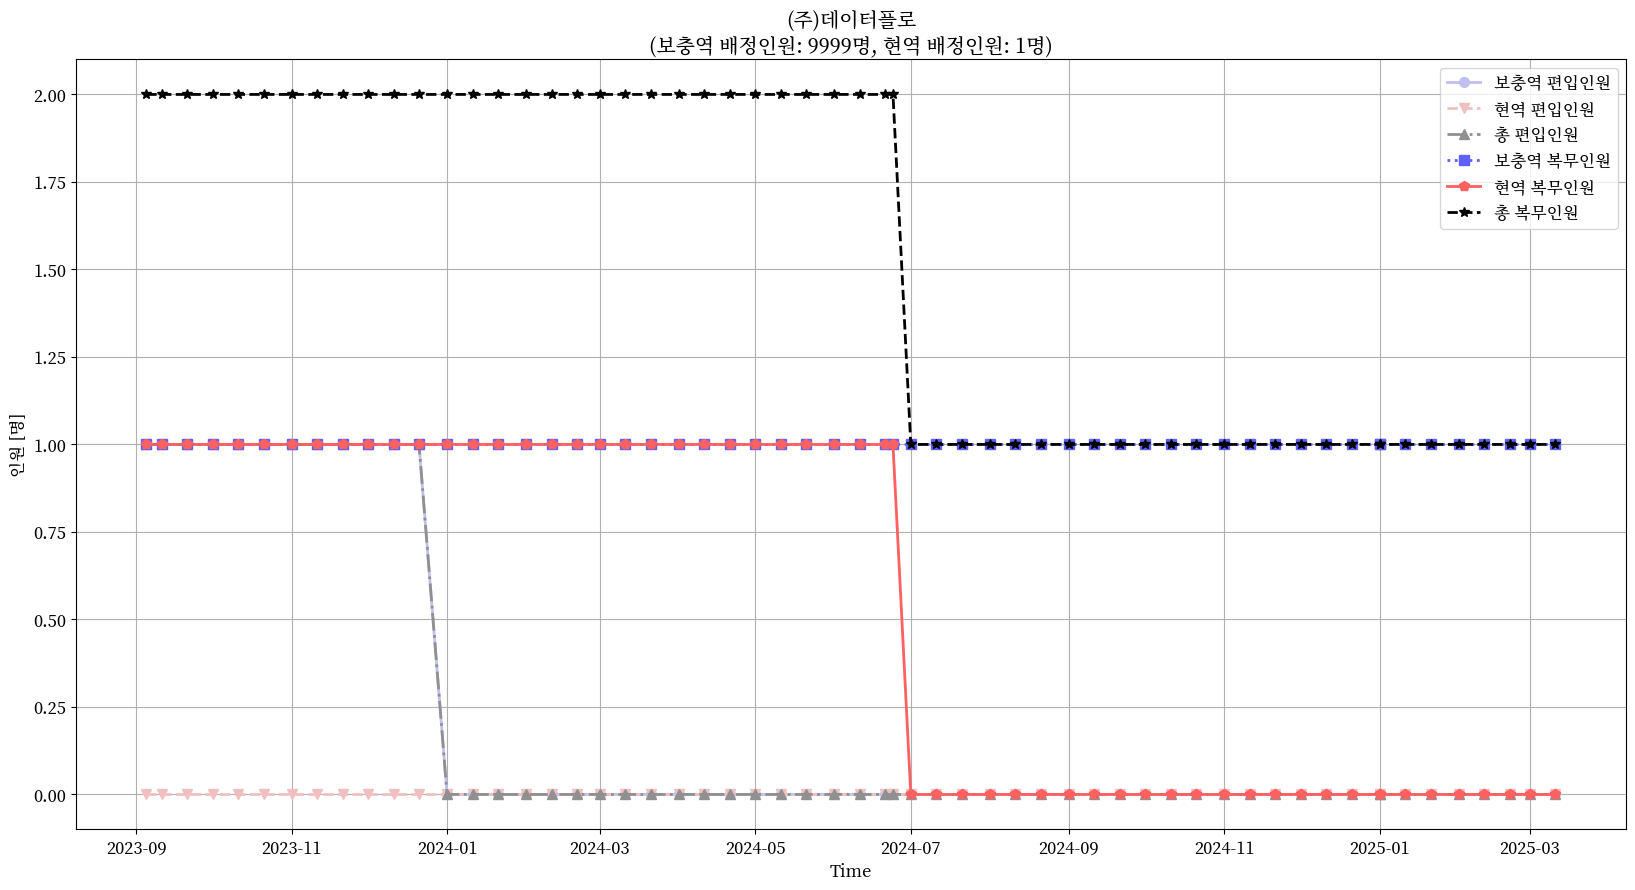 (주)데이터플로
(보충역 배정인원: 9999명, 현역 배정인원: 1명)
보충역 편입인원
현역 편입인원
총 편입인원
보충역 복무인원
현역 복무인원
총 복무인원
2.00
1.75
1.50
1.25
1.00
0.75
0.50
0.25
0.00
인원 [명]
2023-09
2023-11
2024-01
2024-03
2024-05
2024-07
2024-09
2024-11
2025-01
2025-03
Time